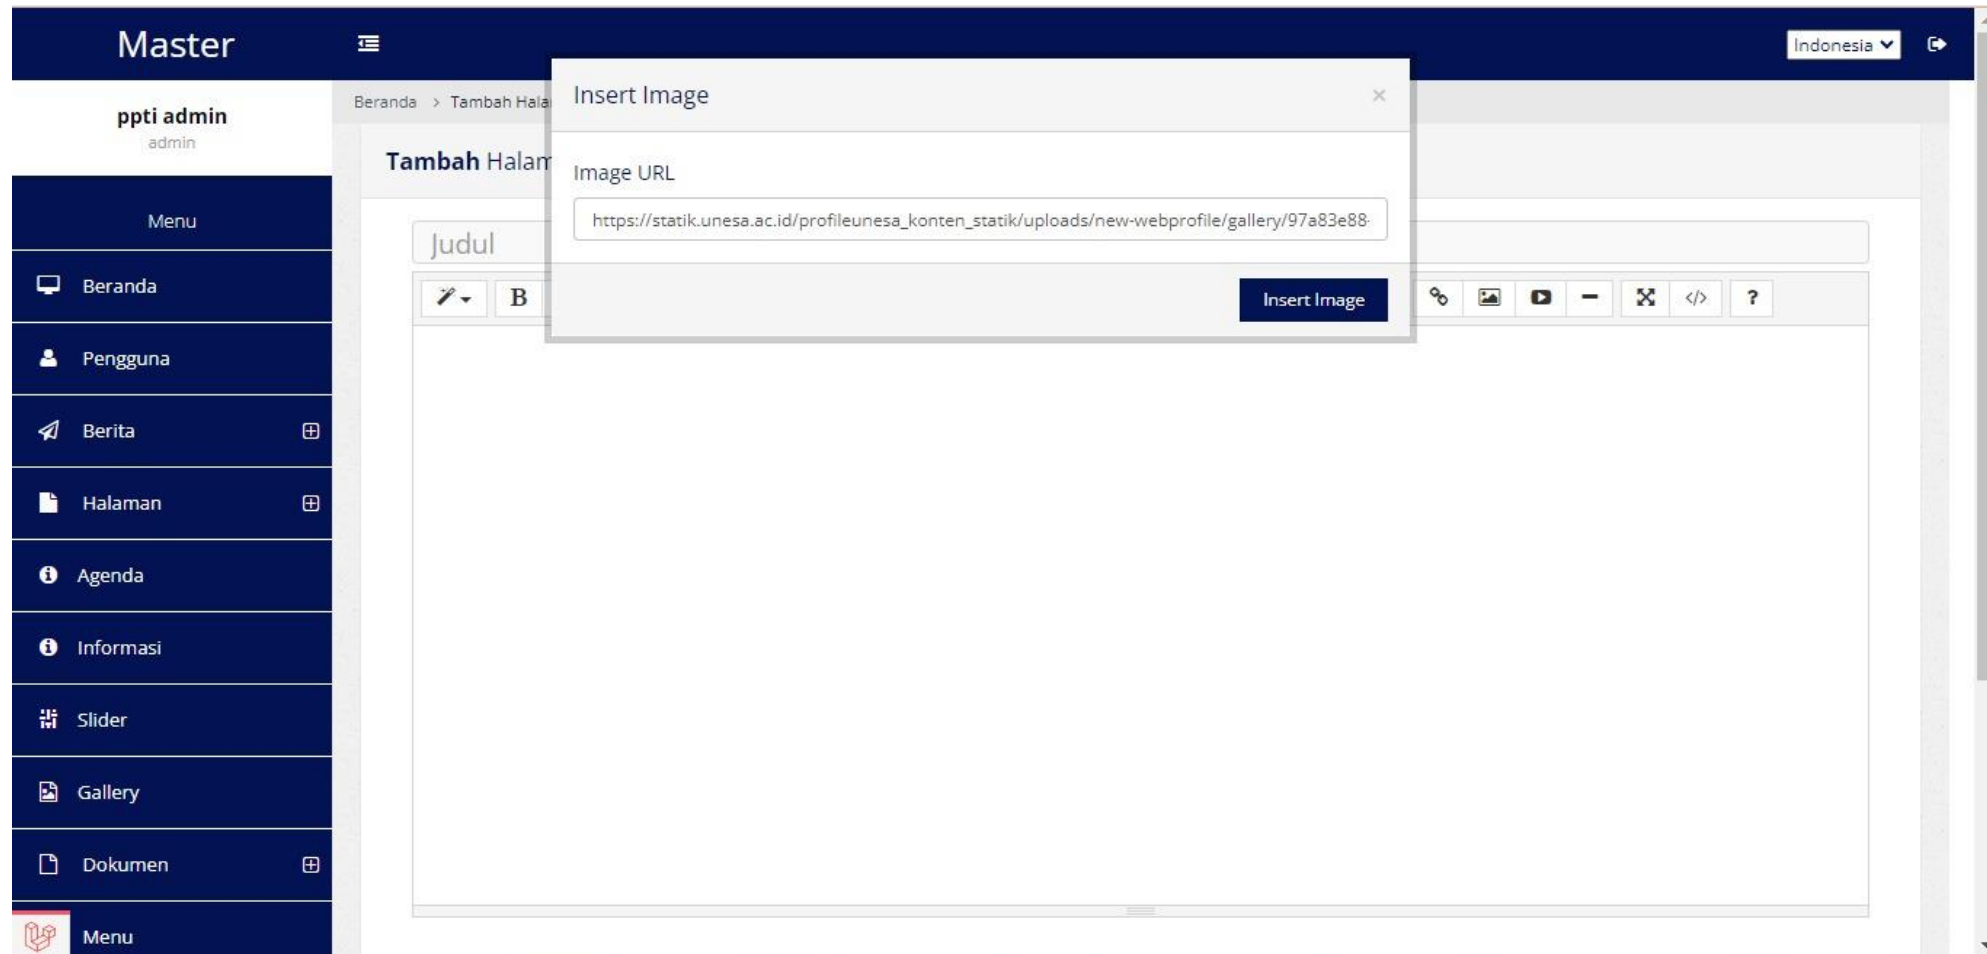 Master
Indonesia
ppti admin
admin
Menu
Beranda
Pengguna
Berita
Halaman
Agenda
Informasi
Slider
Gallery
Dokumen
Menu
Beranda > Tambah Hala
Tambah Halam
Judul
B
</>
?
Insert Image
×
Image URL
https://statik.unesa.ac.id/profileunesa_konten_statik/uploads/new-webprofile/gallery/97a83e88-
Insert Image